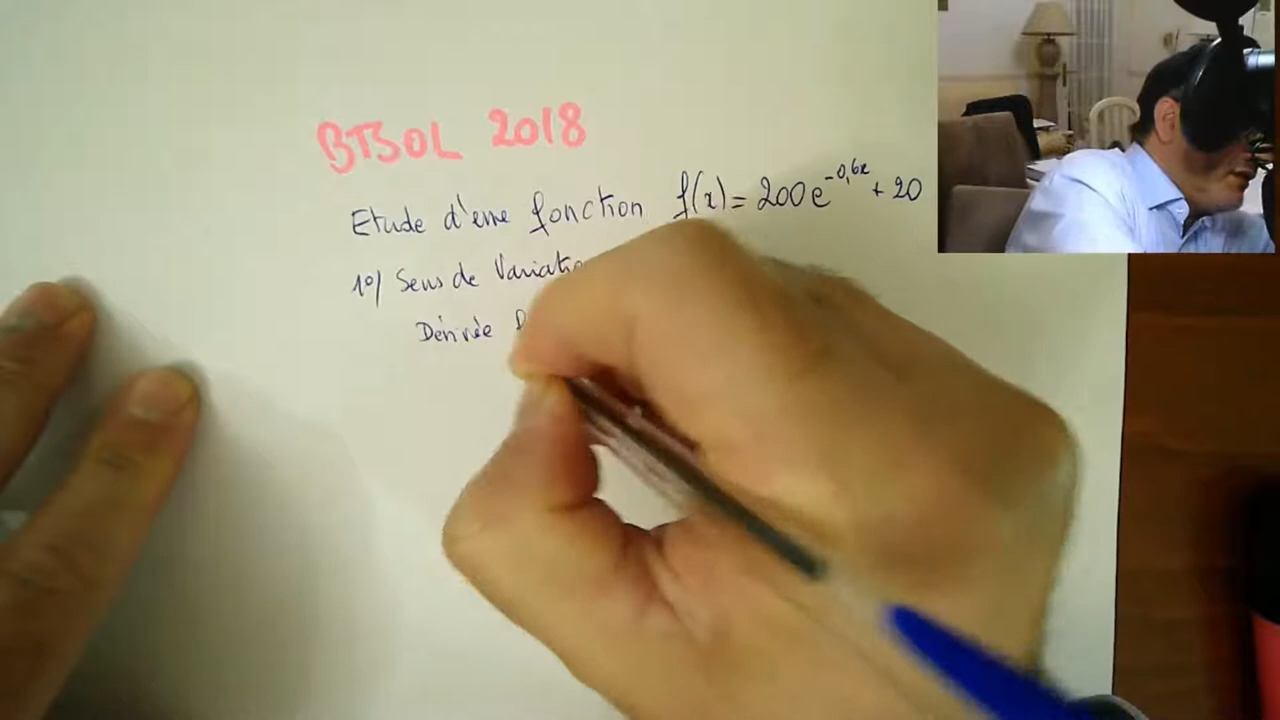 BTSOL 2018
Etude d'une fonction f(x) = 200e^-0,6x + 20
1°/ Sens de Variatio
Dérivée